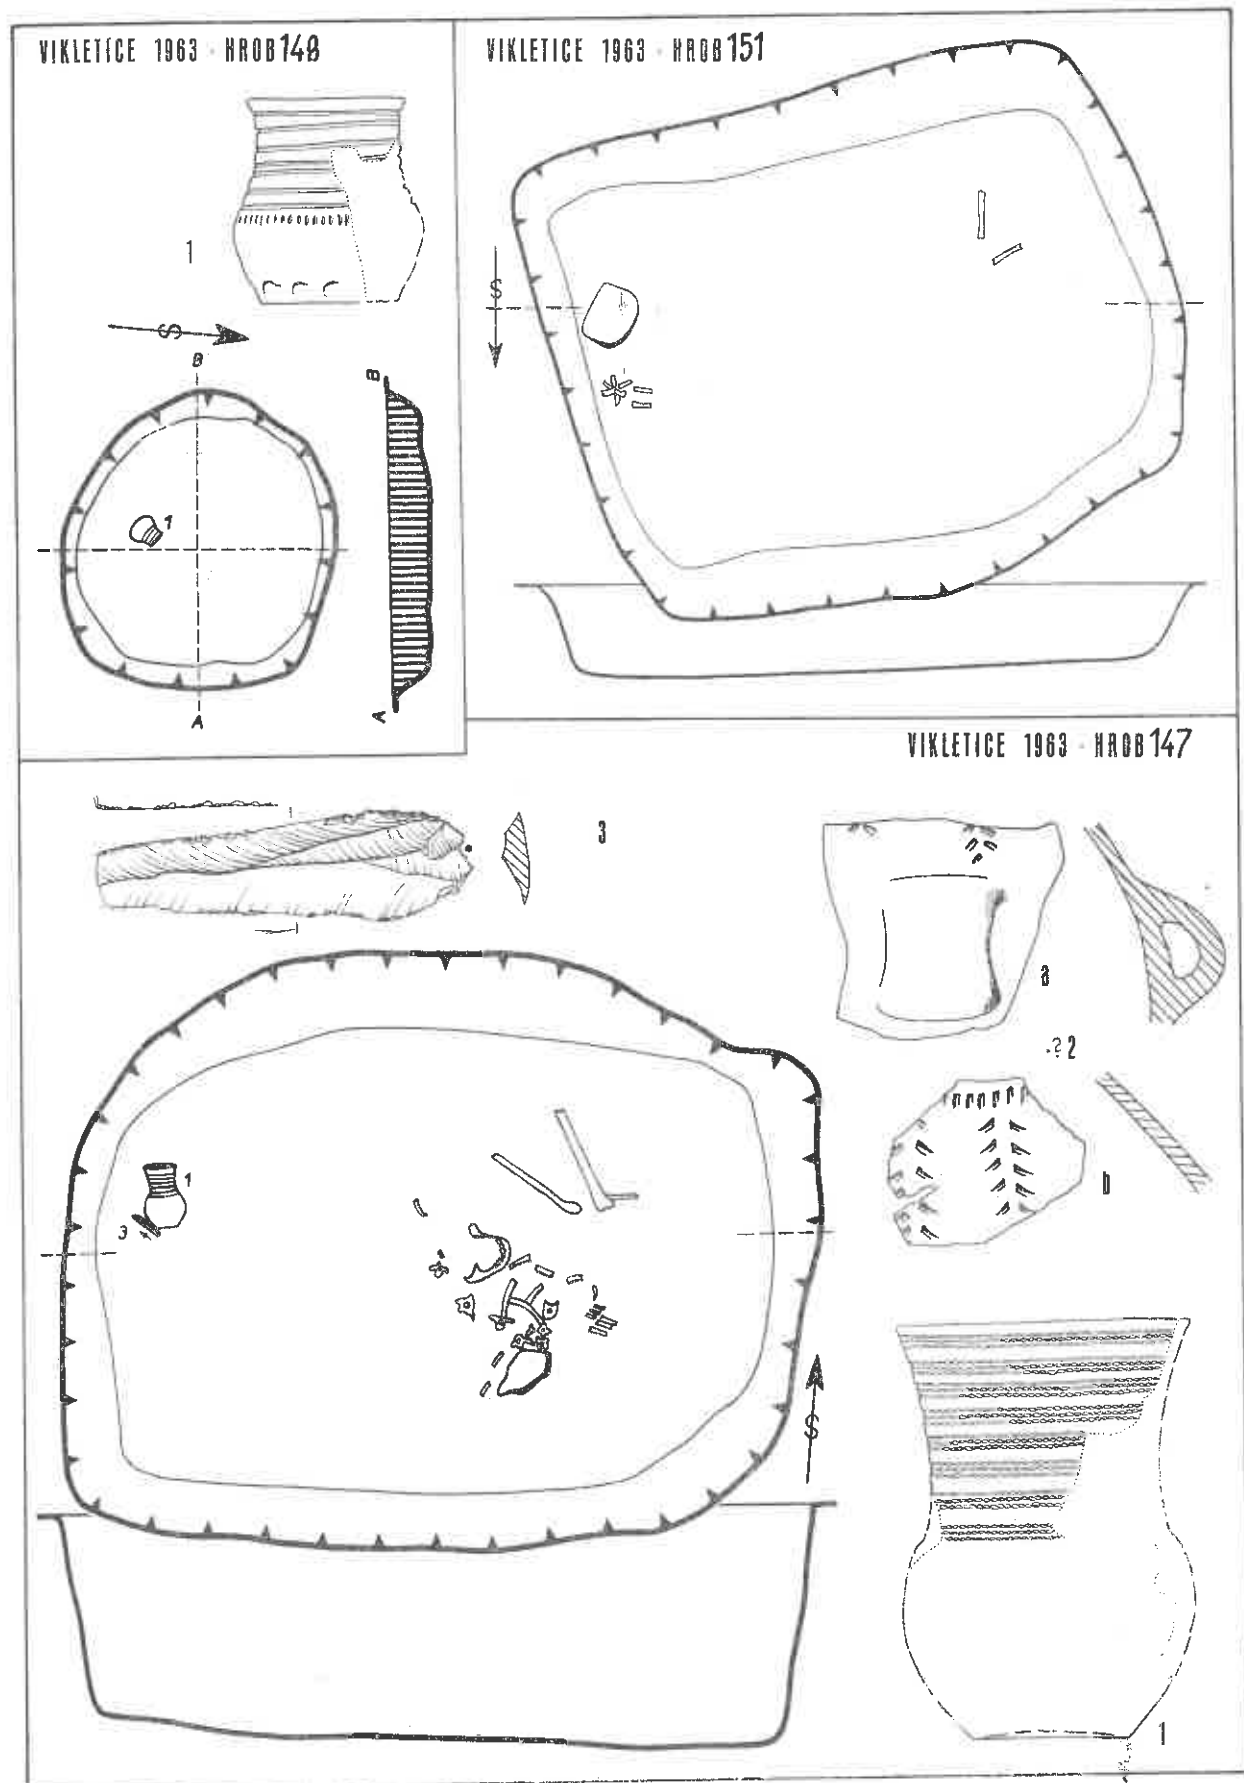 VIKLETICE 1963 - HROB 148
1
S
B
1
A
B
A
VIKLETICE 1963 - HROB 151
S
VIKLETICE 1963 - HROB 147
3
a
.?2
b
1
3
S
1